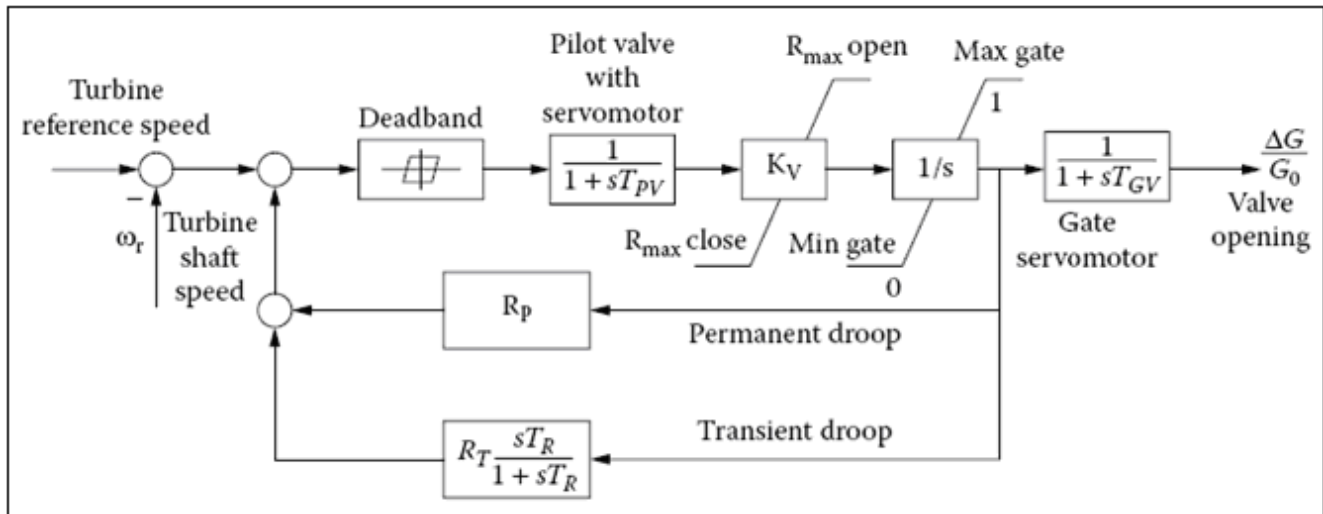 Turbine
reference speed
−
ωr
Turbine
shaft
speed
Deadband
Pilot valve
with
servomotor
1
1 + sTPV
Rmax open
KV
Rmax close
Max gate
1
1/s
Min gate
0
1
1 + sTGV
Gate
servomotor
ΔG
G0
Valve
opening
RP
Permanent droop
RT sTR
1 + sTR
Transient droop